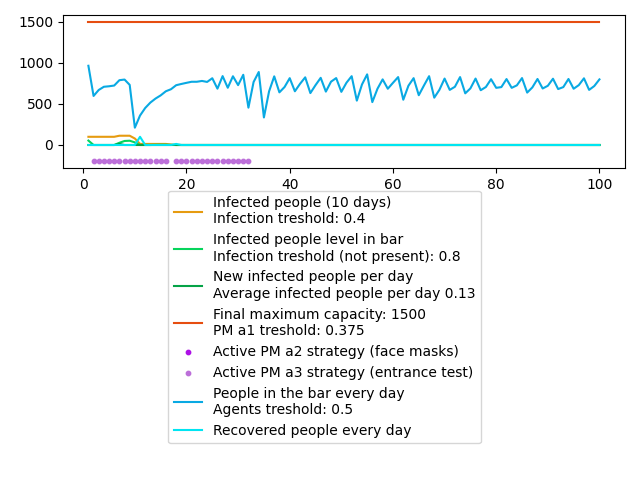 1500
1000
500
0
0 20 40 60 80 100
Infected people (10 days)
Infection treshold: 0.4
Infected people level in bar
Infection treshold (not present): 0.8
New infected people per day
Average infected people per day 0.13
Final maximum capacity: 1500
PM a1 treshold: 0.375
Active PM a2 strategy (face masks)
Active PM a3 strategy (entrance test)
People in the bar every day
Agents treshold: 0.5
Recovered people every day